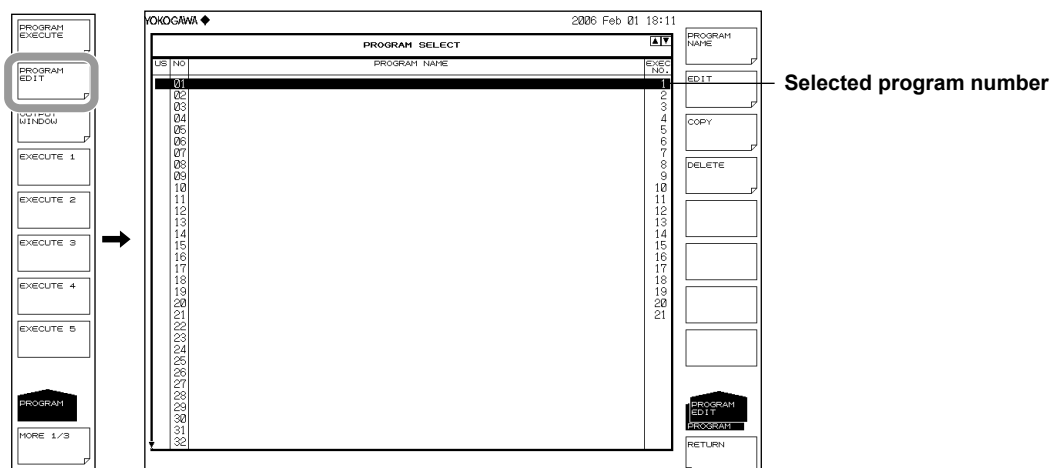 PROGRAM
EXECUTE
PROGRAM
EDIT
OUTPUT
WINDOW
EXECUTE 1
EXECUTE 2
EXECUTE 3
EXECUTE 4
EXECUTE 5
PROGRAM
MORE 1/3
YOKOGAWA 2006 Feb 01 18:11
PROGRAM SELECT
US NO PROGRAM NAME EXEC
NO.
01 1
02 2
03 3
04 4
05 5
06 6
07 7
08 8
09 9
10 10
11 11
12 12
13 13
14 14
15 15
16 16
17 17
18 18
19 19
20 20
21 21
22
23
24
25
26
27
28
29
30
31
32
PROGRAM
NAME
EDIT
COPY
DELETE
PROGRAM
EDIT
PROGRAM
RETURN
Selected program number